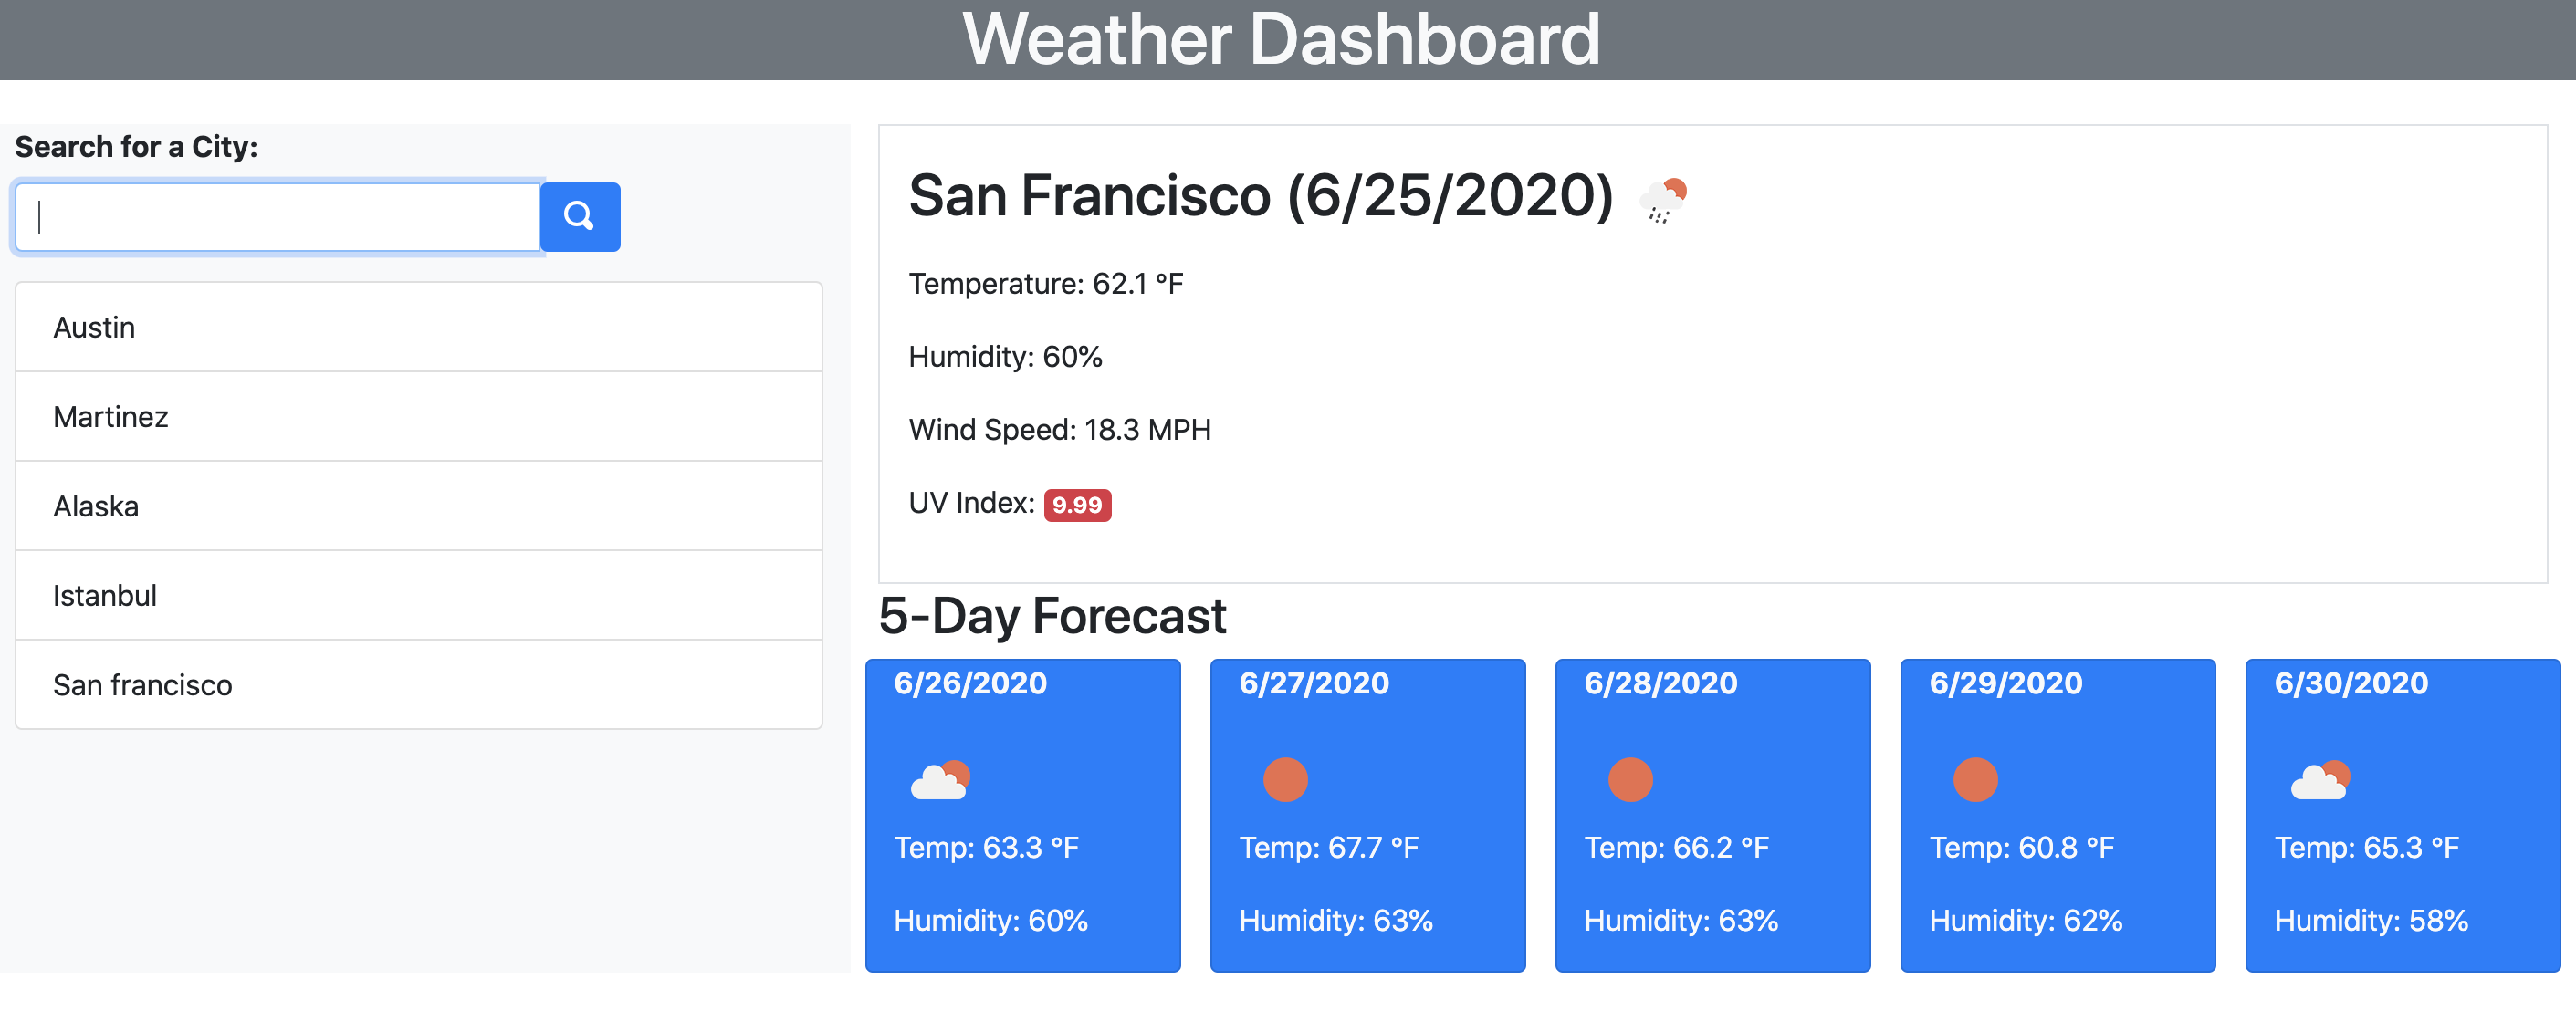 Weather Dashboard
Search for a City:
Austin
Martinez
Alaska
Istanbul
San francisco
San Francisco (6/25/2020)
Temperature: 62.1 °F
Humidity: 60%
Wind Speed: 18.3 MPH
UV Index: 9.99
5-Day Forecast
6/26/2020
Temp: 63.3 °F
Humidity: 60%
6/27/2020
Temp: 67.7 °F
Humidity: 63%
6/28/2020
Temp: 66.2 °F
Humidity: 63%
6/29/2020
Temp: 60.8 °F
Humidity: 62%
6/30/2020
Temp: 65.3 °F
Humidity: 58%